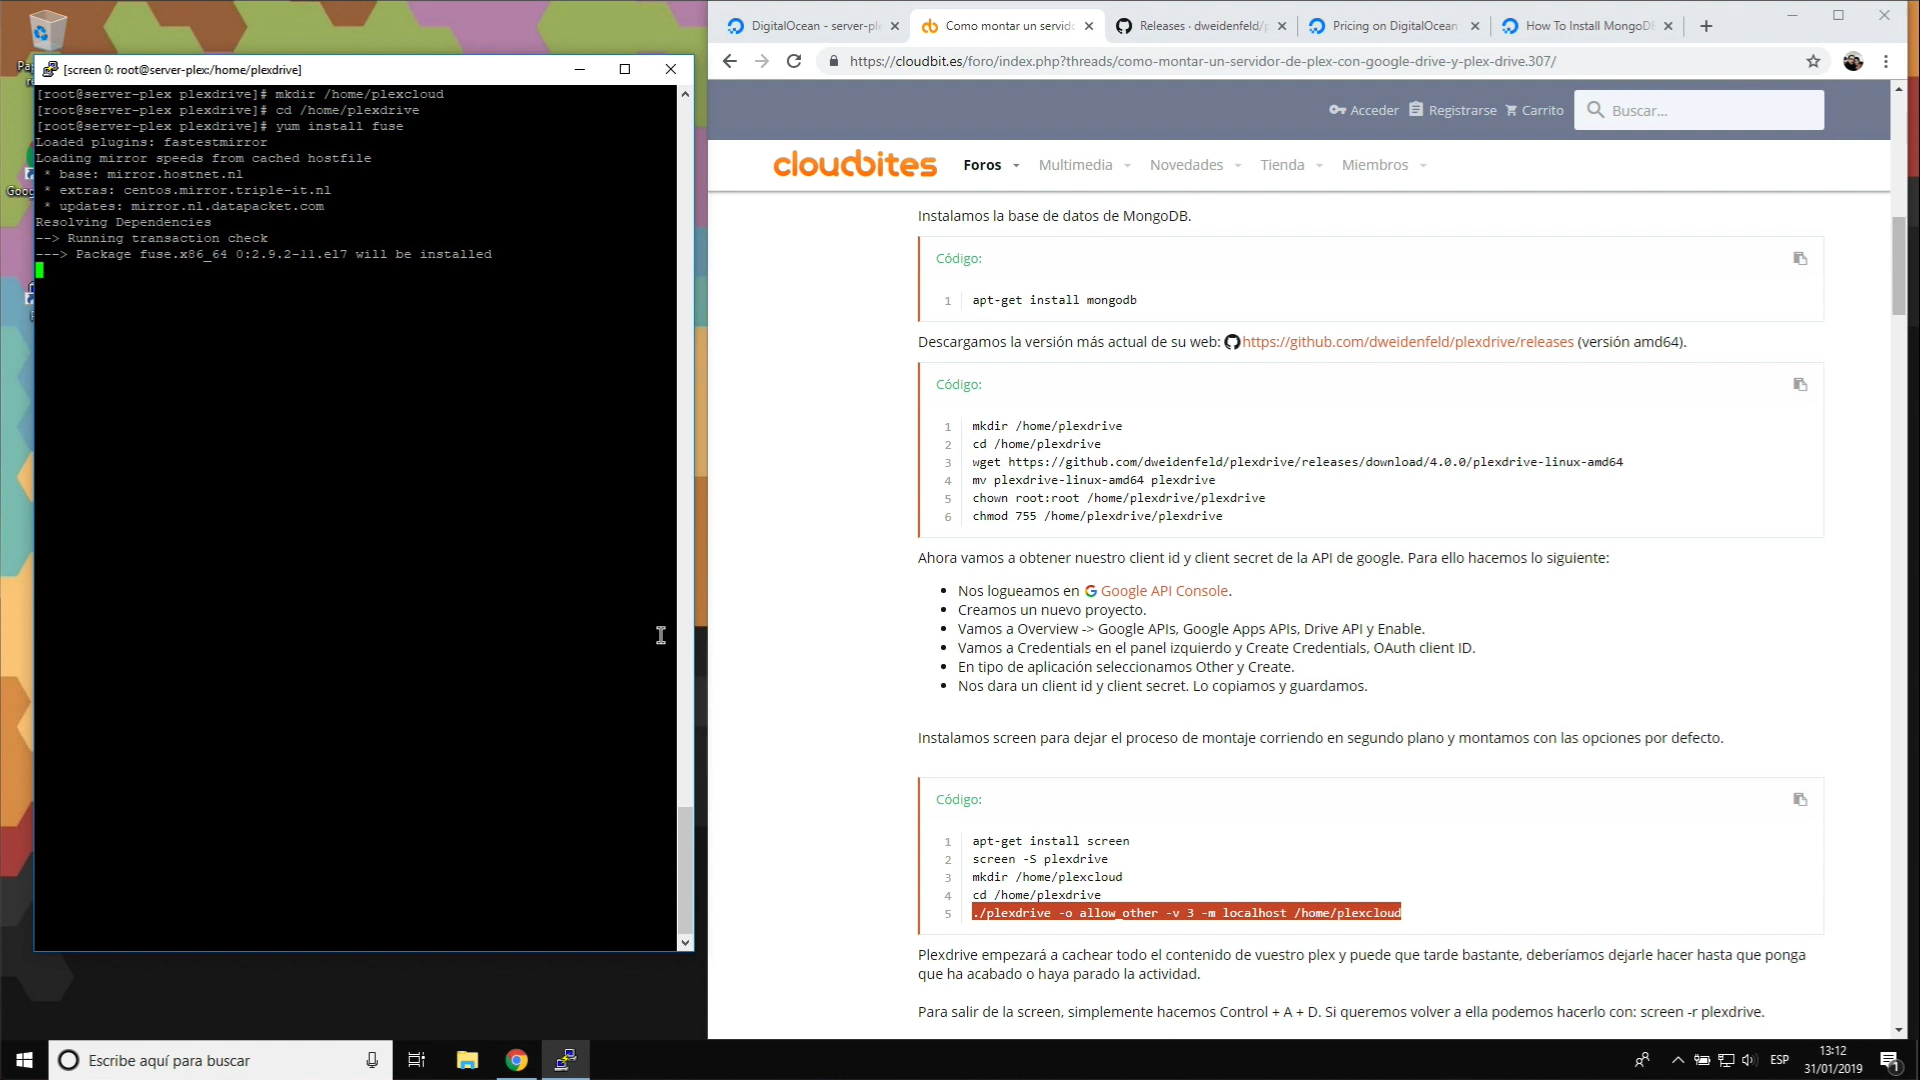 [screen 0: root@server-plex:/home/plexdrive]
[root@server-plex plexdrive]# mkdir /home/plexcloud
[root@server-plex plexdrive]# cd /home/plexdrive
[root@server-plex plexdrive]# yum install fuse
Loaded plugins: fastestmirror
Loading mirror speeds from cached hostfile
* base: mirror.hostnet.nl
* extras: centos.mirror.triple-it.nl
* updates: mirror.nl.datapacket.com
Resolving Dependencies
--> Running transaction check
---> Package fuse.x86_64 0:2.9.2-11.el7 will be installed
DigitalOcean - server-ple
Como montar un servido
Releases · dweidenfeld/p
Pricing on DigitalOcean
How To Install MongoDB
https://cloudbit.es/foro/index.php?threads/como-montar-un-servidor-de-plex-con-google-drive-y-plex-drive.307/
Acceder Registrarse Carrito Buscar...
cloudbites Foros Multimedia Novedades Tienda Miembros
Instalamos la base de datos de MongoDB.
Código:
1 apt-get install mongodb
Descargamos la versión más actual de su web: https://github.com/dweidenfeld/plexdrive/releases (versión amd64).
Código:
1 mkdir /home/plexdrive
2 cd /home/plexdrive
3 wget https://github.com/dweidenfeld/plexdrive/releases/download/4.0.0/plexdrive-linux-amd64
4 mv plexdrive-linux-amd64 plexdrive
5 chown root:root /home/plexdrive/plexdrive
6 chmod 755 /home/plexdrive/plexdrive
Ahora vamos a obtener nuestro client id y client secret de la API de google. Para ello hacemos lo siguiente:
• Nos logueamos en Google API Console.
• Creamos un nuevo proyecto.
• Vamos a Overview -> Google APIs, Google Apps APIs, Drive API y Enable.
• Vamos a Credentials en el panel izquierdo y Create Credentials, OAuth client ID.
• En tipo de aplicación seleccionamos Other y Create.
• Nos dara un client id y client secret. Lo copiamos y guardamos.
Instalamos screen para dejar el proceso de montaje corriendo en segundo plano y montamos con las opciones por defecto.
Código:
1 apt-get install screen
2 screen -S plexdrive
3 mkdir /home/plexcloud
4 cd /home/plexdrive
5 ./plexdrive -o allow_other -v 3 -m localhost /home/plexcloud
Plexdrive empezará a cachear todo el contenido de vuestro plex y puede que tarde bastante, deberíamos dejarle hacer hasta que ponga
que ha acabado o haya parado la actividad.
Para salir de la screen, simplemente hacemos Control + A + D. Si queremos volver a ella podemos hacerlo con: screen -r plexdrive.
Escribe aquí para buscar
ESP
13:12
31/01/2019
1